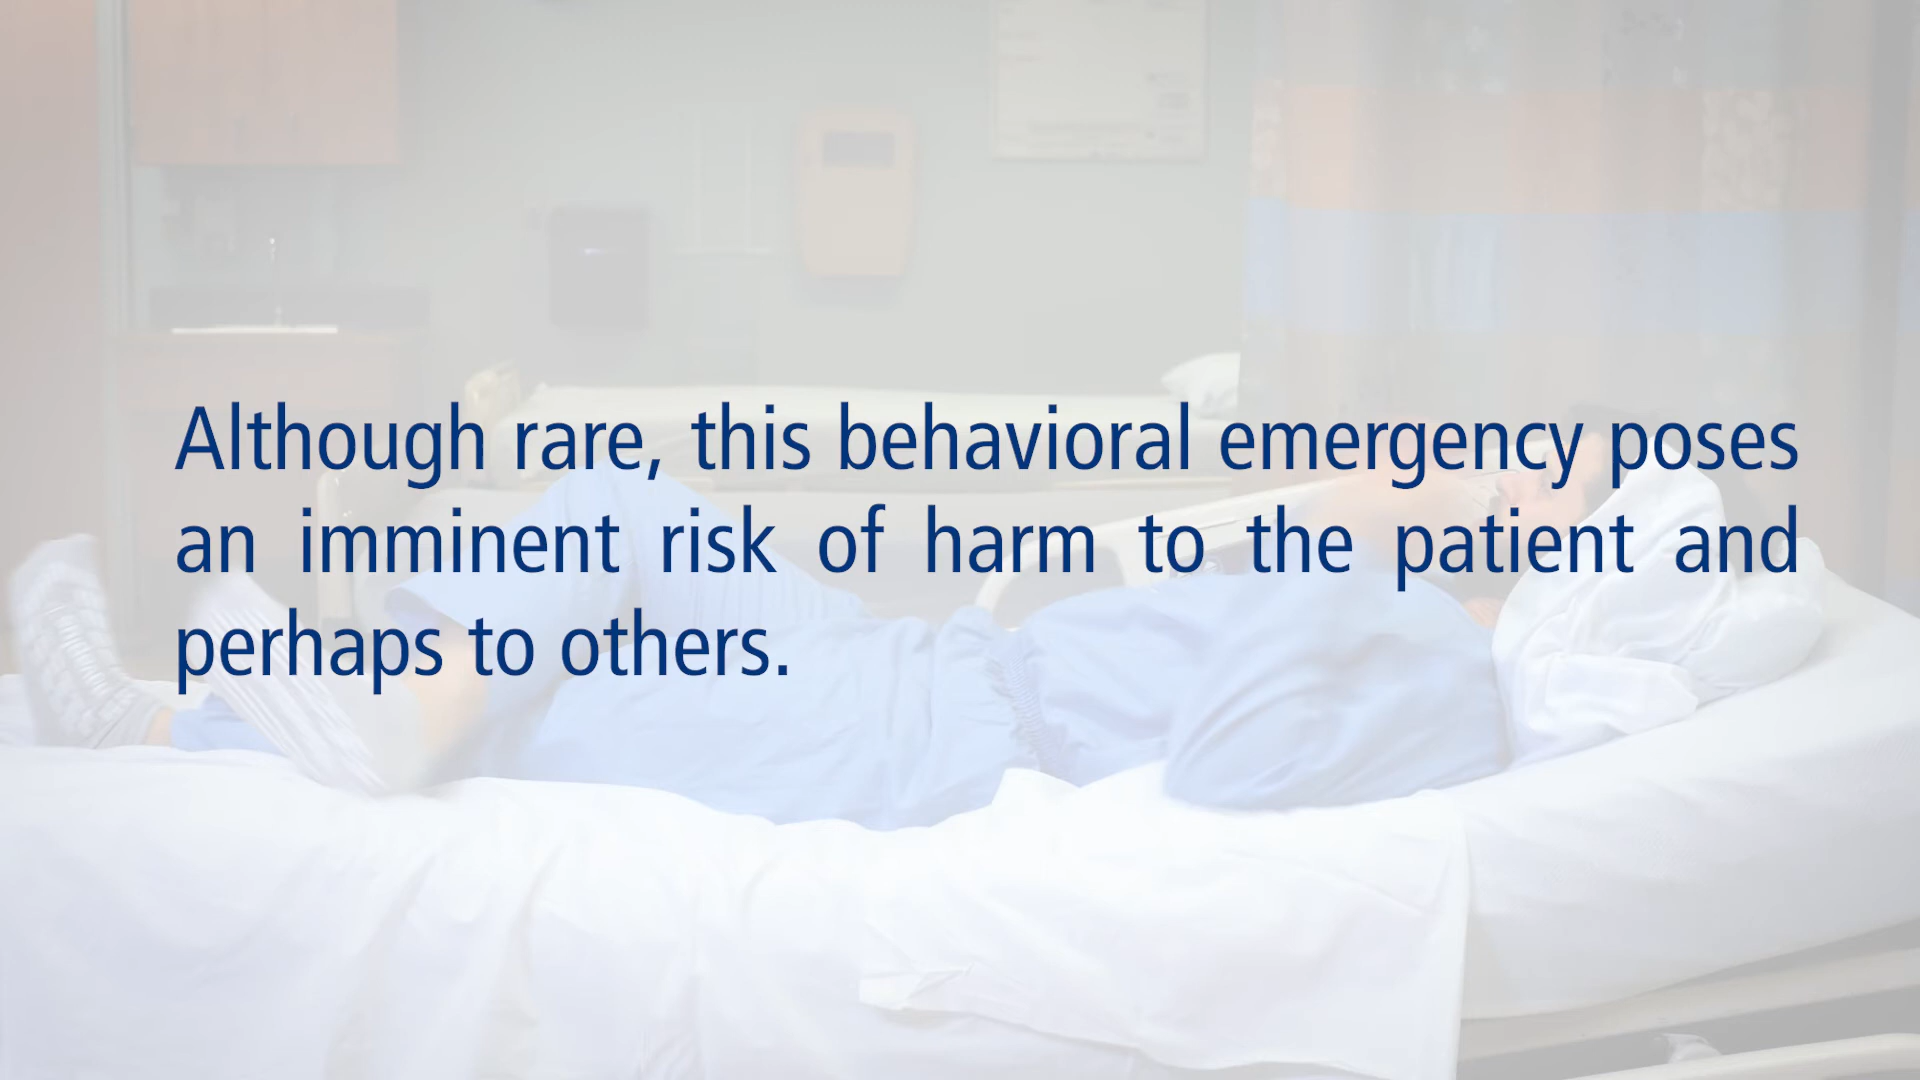 Although rare, this behavioral emergency poses
an imminent risk of harm to the patient and
perhaps to others.